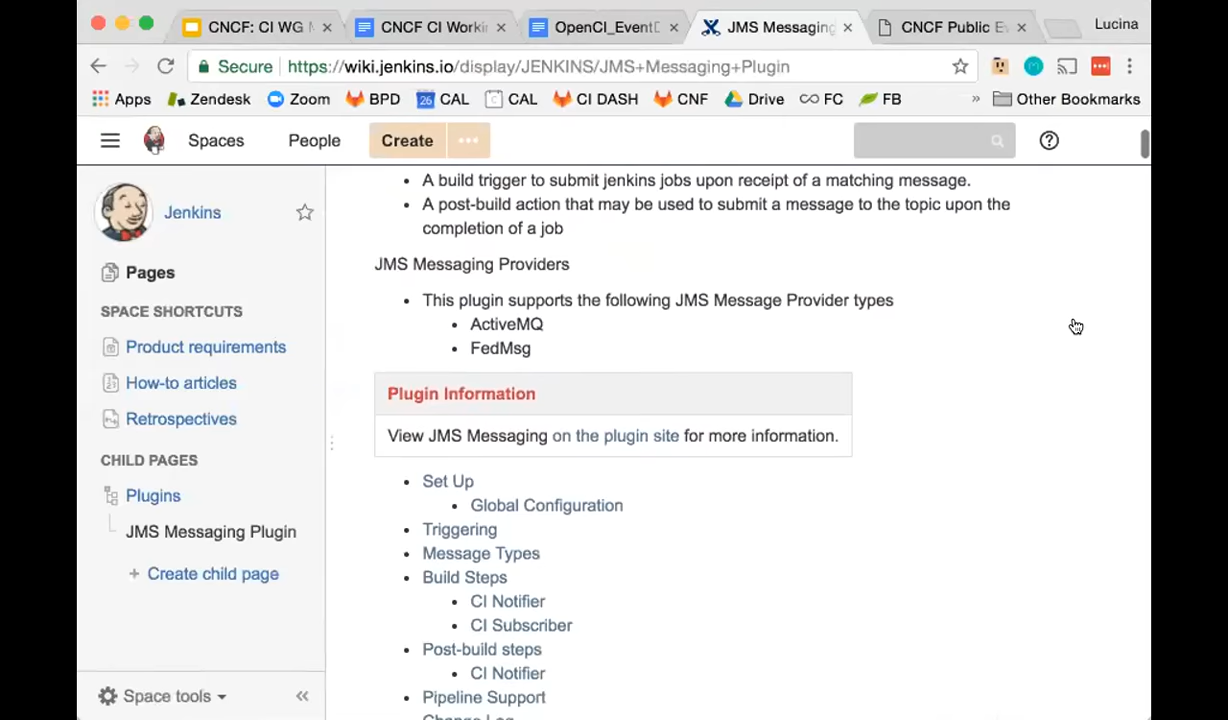 CNCF: CI WG
CNCF CI Workin
OpenCI_Event
JMS Messaging
CNCF Public E
Lucina
Secure
https://wiki.jenkins.io/display/JENKINS/JMS+Messaging+Plugin
Apps
Zendesk
Zoom
BPD
26 CAL
CAL
CI DASH
CNF
Drive
FC
FB
»
Other Bookmarks
Spaces
People
Create
Jenkins
Pages
SPACE SHORTCUTS
Product requirements
How-to articles
Retrospectives
CHILD PAGES
Plugins
JMS Messaging Plugin
+ Create child page
Space tools
• A build trigger to submit jenkins jobs upon receipt of a matching message.
• A post-build action that may be used to submit a message to the topic upon the
completion of a job
JMS Messaging Providers
• This plugin supports the following JMS Message Provider types
• ActiveMQ
• FedMsg
Plugin Information
View JMS Messaging on the plugin site for more information.
• Set Up
• Global Configuration
• Triggering
• Message Types
• Build Steps
• CI Notifier
• CI Subscriber
• Post-build steps
• CI Notifier
• Pipeline Support
Change Log